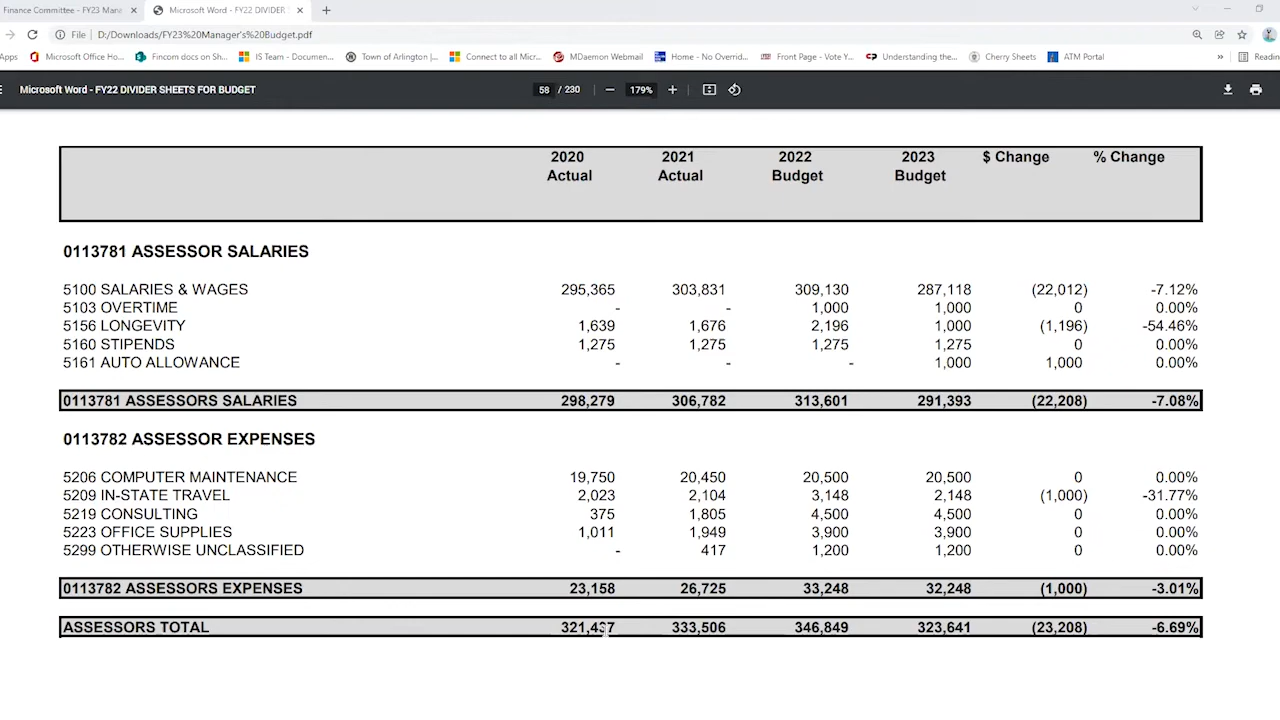 Finance Committee - FY23 Mana
Microsoft Word - FY22 DIVIDER S
File | D:/Downloads/FY23%20Manager's%20Budget.pdf
Apps Microsoft Office Ho... Fincom docs on Sh... IS Team - Documen... Town of Arlington |... Connect to all Micr... MDaemon Webmail Home - No Overrid... Front Page - Vote Y... Understanding the... Cherry Sheets ATM Portal » Readin
Microsoft Word - FY22 DIVIDER SHEETS FOR BUDGET 58 / 230 179%
2020 2021 2022 2023 $ Change % Change
Actual Actual Budget Budget
0113781 ASSESSOR SALARIES
5100 SALARIES & WAGES 295,365 303,831 309,130 287,118 (22,012) -7.12%
5103 OVERTIME - - 1,000 1,000 0 0.00%
5156 LONGEVITY 1,639 1,676 2,196 1,000 (1,196) -54.46%
5160 STIPENDS 1,275 1,275 1,275 1,275 0 0.00%
5161 AUTO ALLOWANCE - - - 1,000 1,000 0.00%
0113781 ASSESSORS SALARIES 298,279 306,782 313,601 291,393 (22,208) -7.08%
0113782 ASSESSOR EXPENSES
5206 COMPUTER MAINTENANCE 19,750 20,450 20,500 20,500 0 0.00%
5209 IN-STATE TRAVEL 2,023 2,104 3,148 2,148 (1,000) -31.77%
5219 CONSULTING 375 1,805 4,500 4,500 0 0.00%
5223 OFFICE SUPPLIES 1,011 1,949 3,900 3,900 0 0.00%
5299 OTHERWISE UNCLASSIFIED - 417 1,200 1,200 0 0.00%
0113782 ASSESSORS EXPENSES 23,158 26,725 33,248 32,248 (1,000) -3.01%
ASSESSORS TOTAL 321,437 333,506 346,849 323,641 (23,208) -6.69%